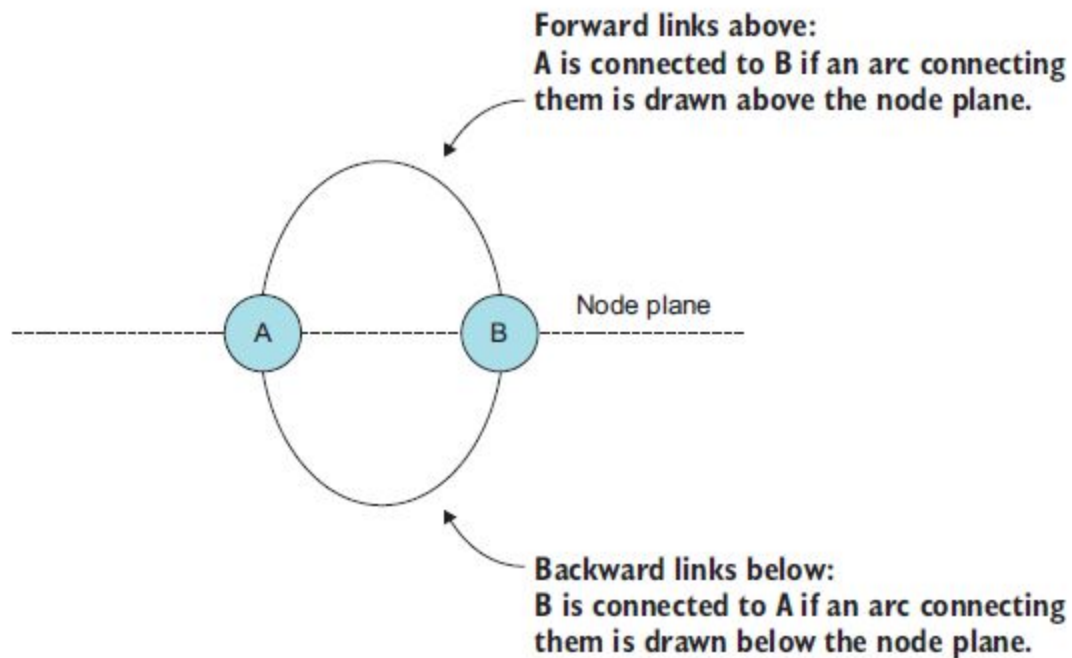 Forward links above:
A is connected to B if an arc connecting
them is drawn above the node plane.
Node plane
A
B
Backward links below:
B is connected to A if an arc connecting
them is drawn below the node plane.